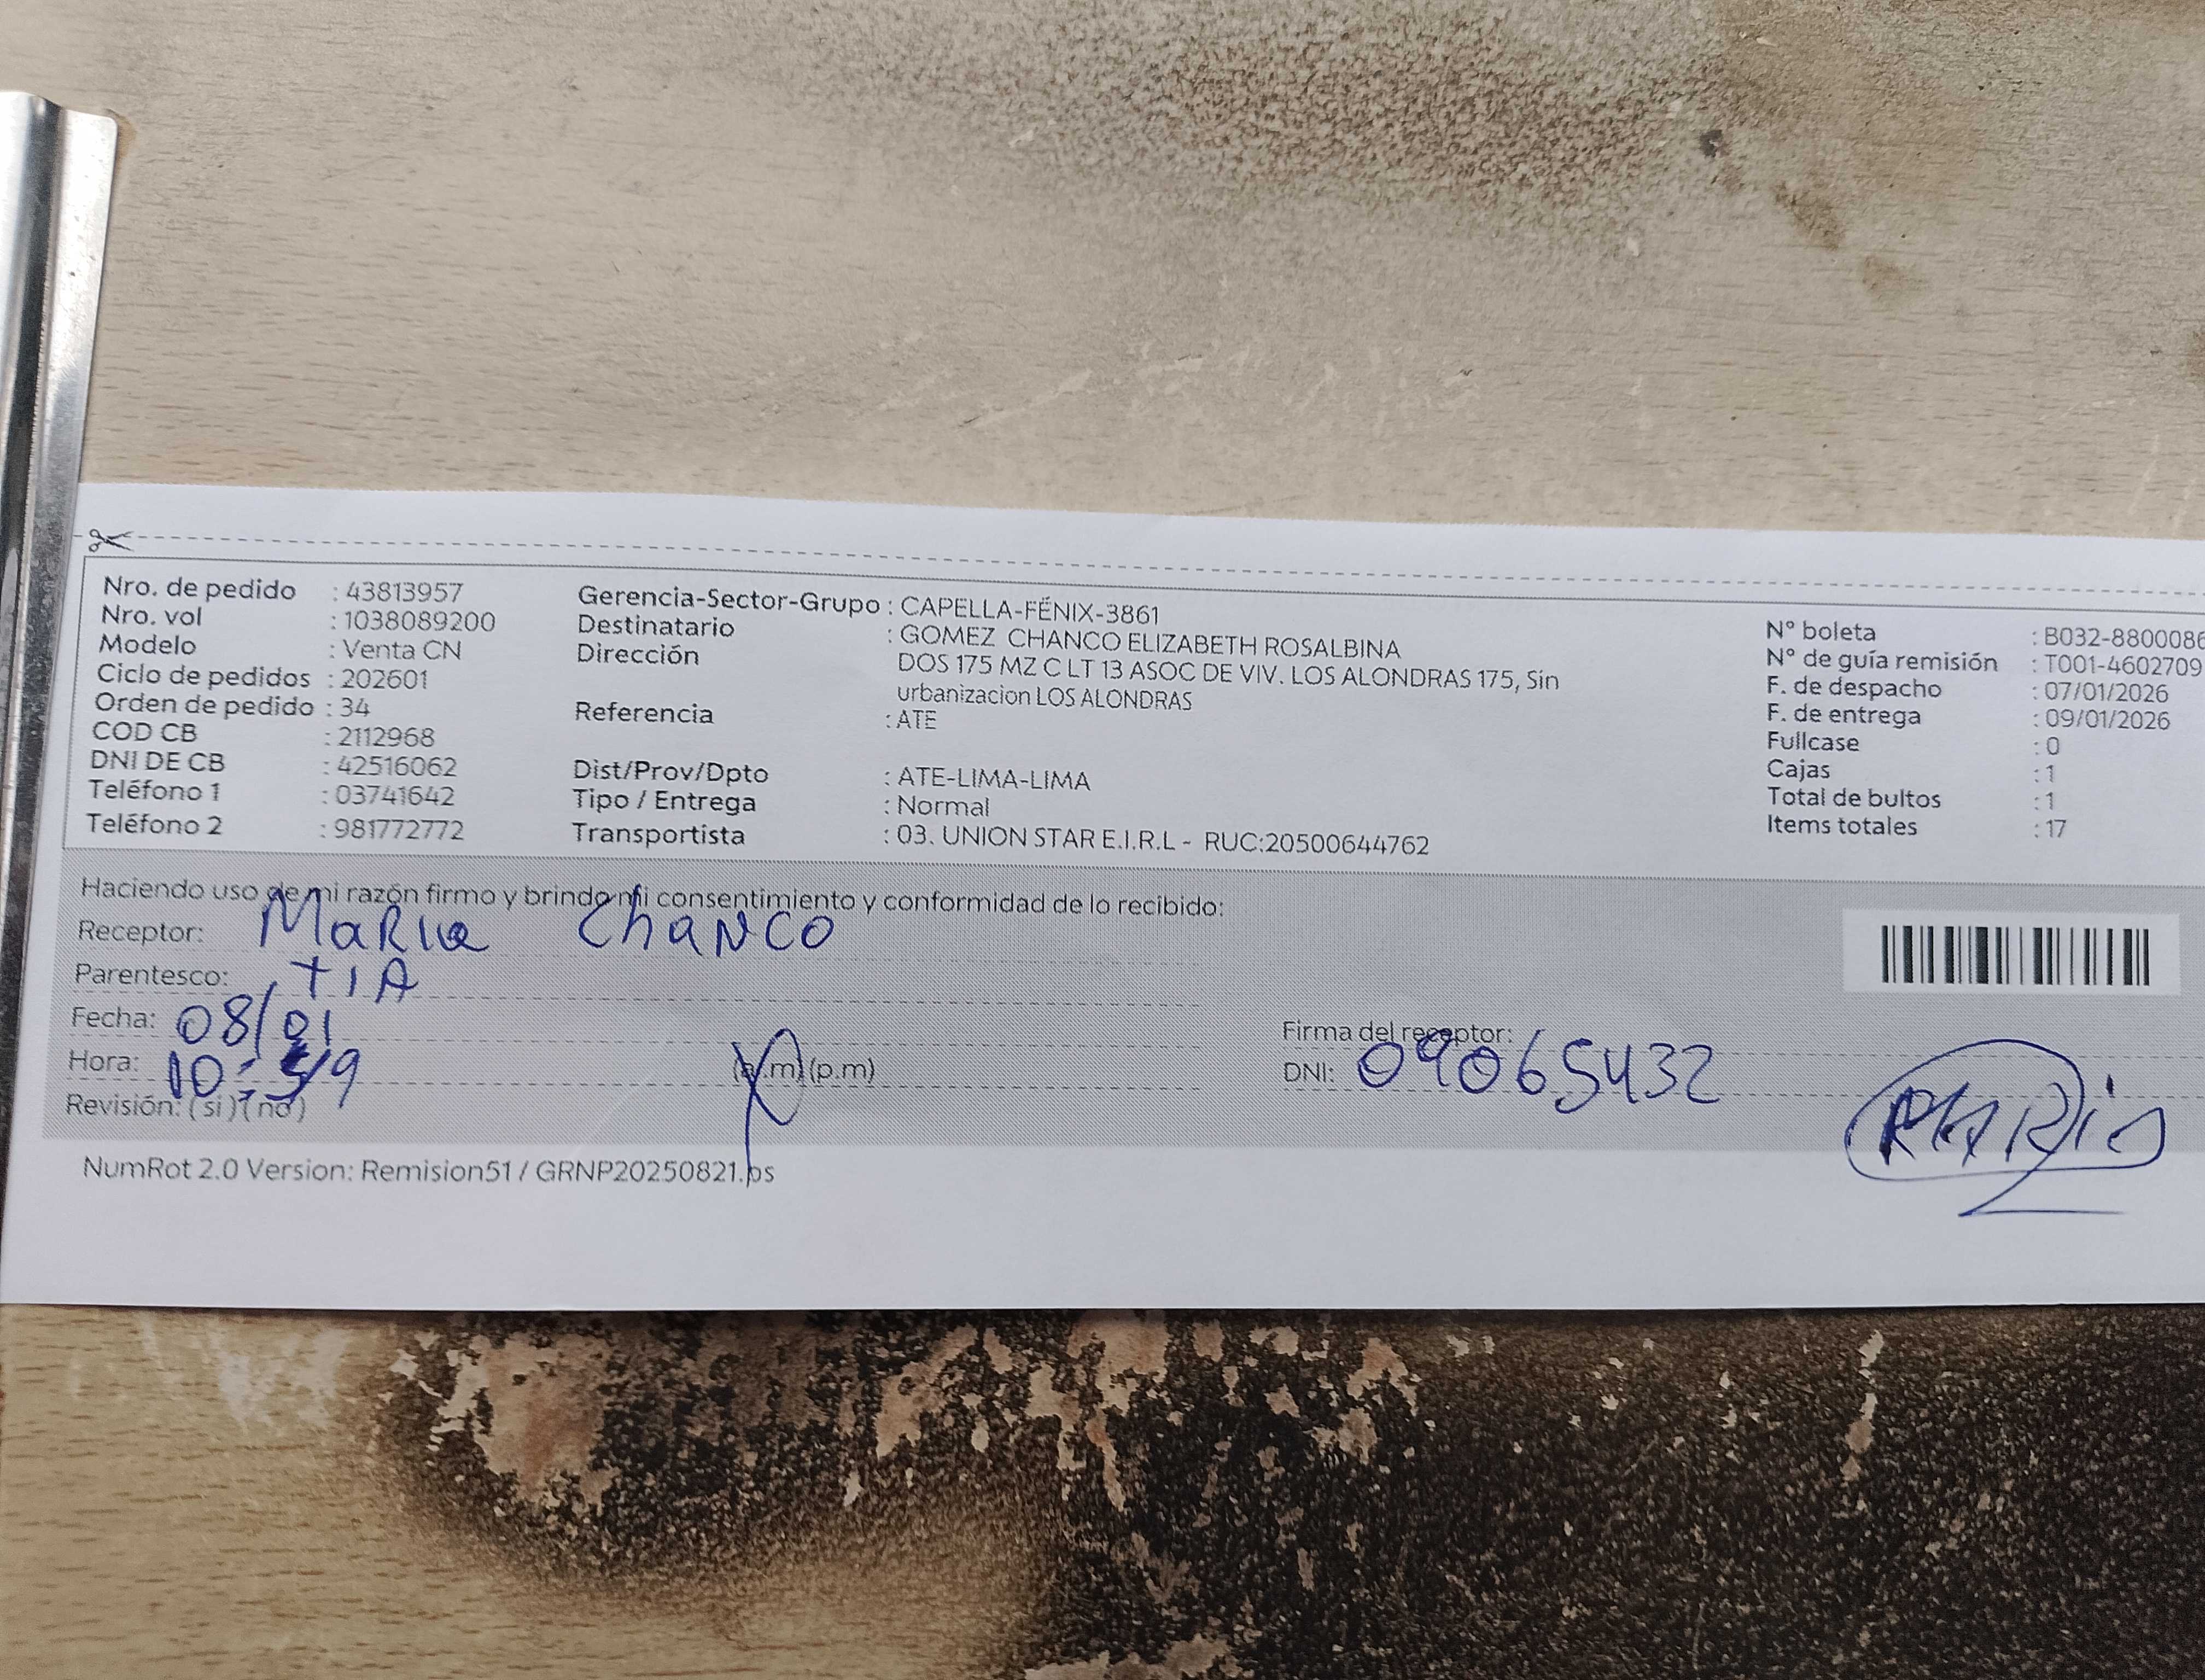 Nro. de pedido : 43813957
Nro. vol : 1038089200
Modelo : Venta CN
Ciclo de pedidos : 202601
Orden de pedido : 34
COD CB : 2112968
DNI DE CB : 42516062
Teléfono 1 : 03741642
Teléfono 2 : 981772772
Gerencia-Sector-Grupo : CAPELLA-FÉNIX-3861
Destinatario : GOMEZ CHANCO ELIZABETH ROSALBINA
Dirección DOS 175 MZ C LT 13 ASOC DE VIV. LOS ALONDRAS 175, Sin
urbanizacion LOS ALONDRAS
Referencia : ATE
Dist/Prov/Dpto : ATE-LIMA-LIMA
Tipo / Entrega : Normal
Transportista : 03. UNION STAR E.I.R.L - RUC:20500644762
N° boleta : B032-8800086
N° de guía remisión : T001-4602709
F. de despacho : 07/01/2026
F. de entrega : 09/01/2026
Fullcase : 0
Cajas : 1
Total de bultos : 1
Items totales : 17
Haciendo uso de mi razón firmo y brindo mi consentimiento y conformidad de lo recibido:
Receptor: MaRIa ChaNCO
Parentesco: TIA
Fecha: 08/01
Hora: 10: (a.m) (p.m)
Revisión: (si) (no)
Firma del receptor:
DNI: 09065432
MARia
NumRot 2.0 Version: Remision51 / GRNP20250821.ps